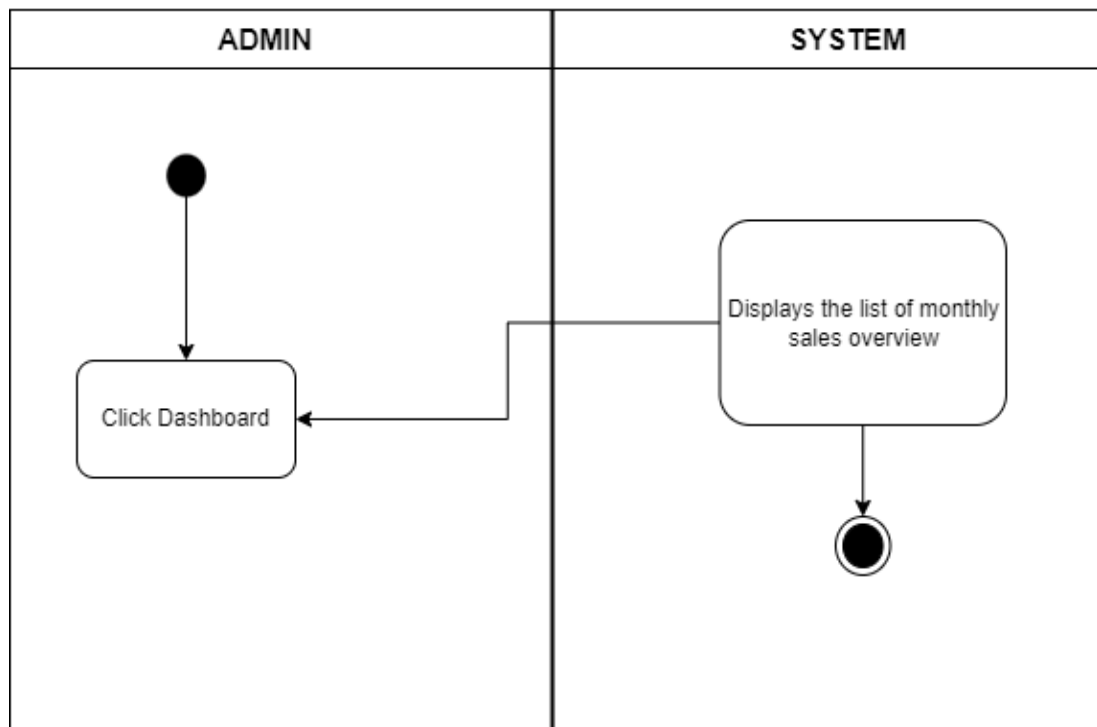 ADMIN
SYSTEM
Displays the list of monthly
sales overview
Click Dashboard